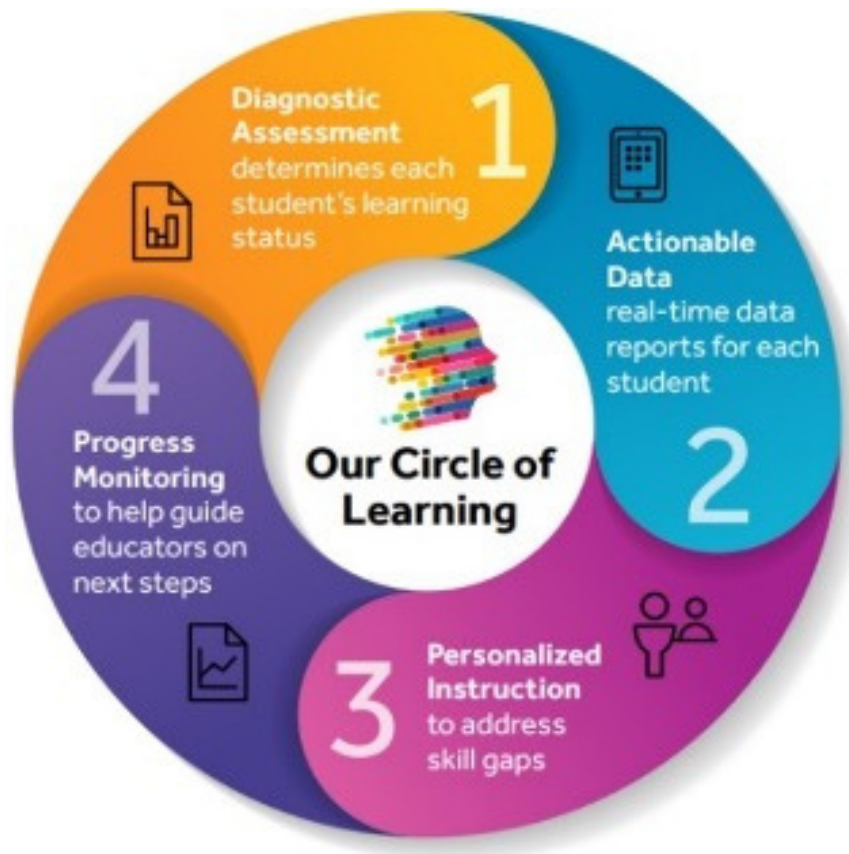 1
Diagnostic
Assessment
determines each
student's learning
status
Actionable
Data
real-time data
reports for each
student
2
3
Personalized
Instruction
to address
skill gaps
4
Progress
Monitoring
to help guide
educators on
next steps
Our Circle of
Learning